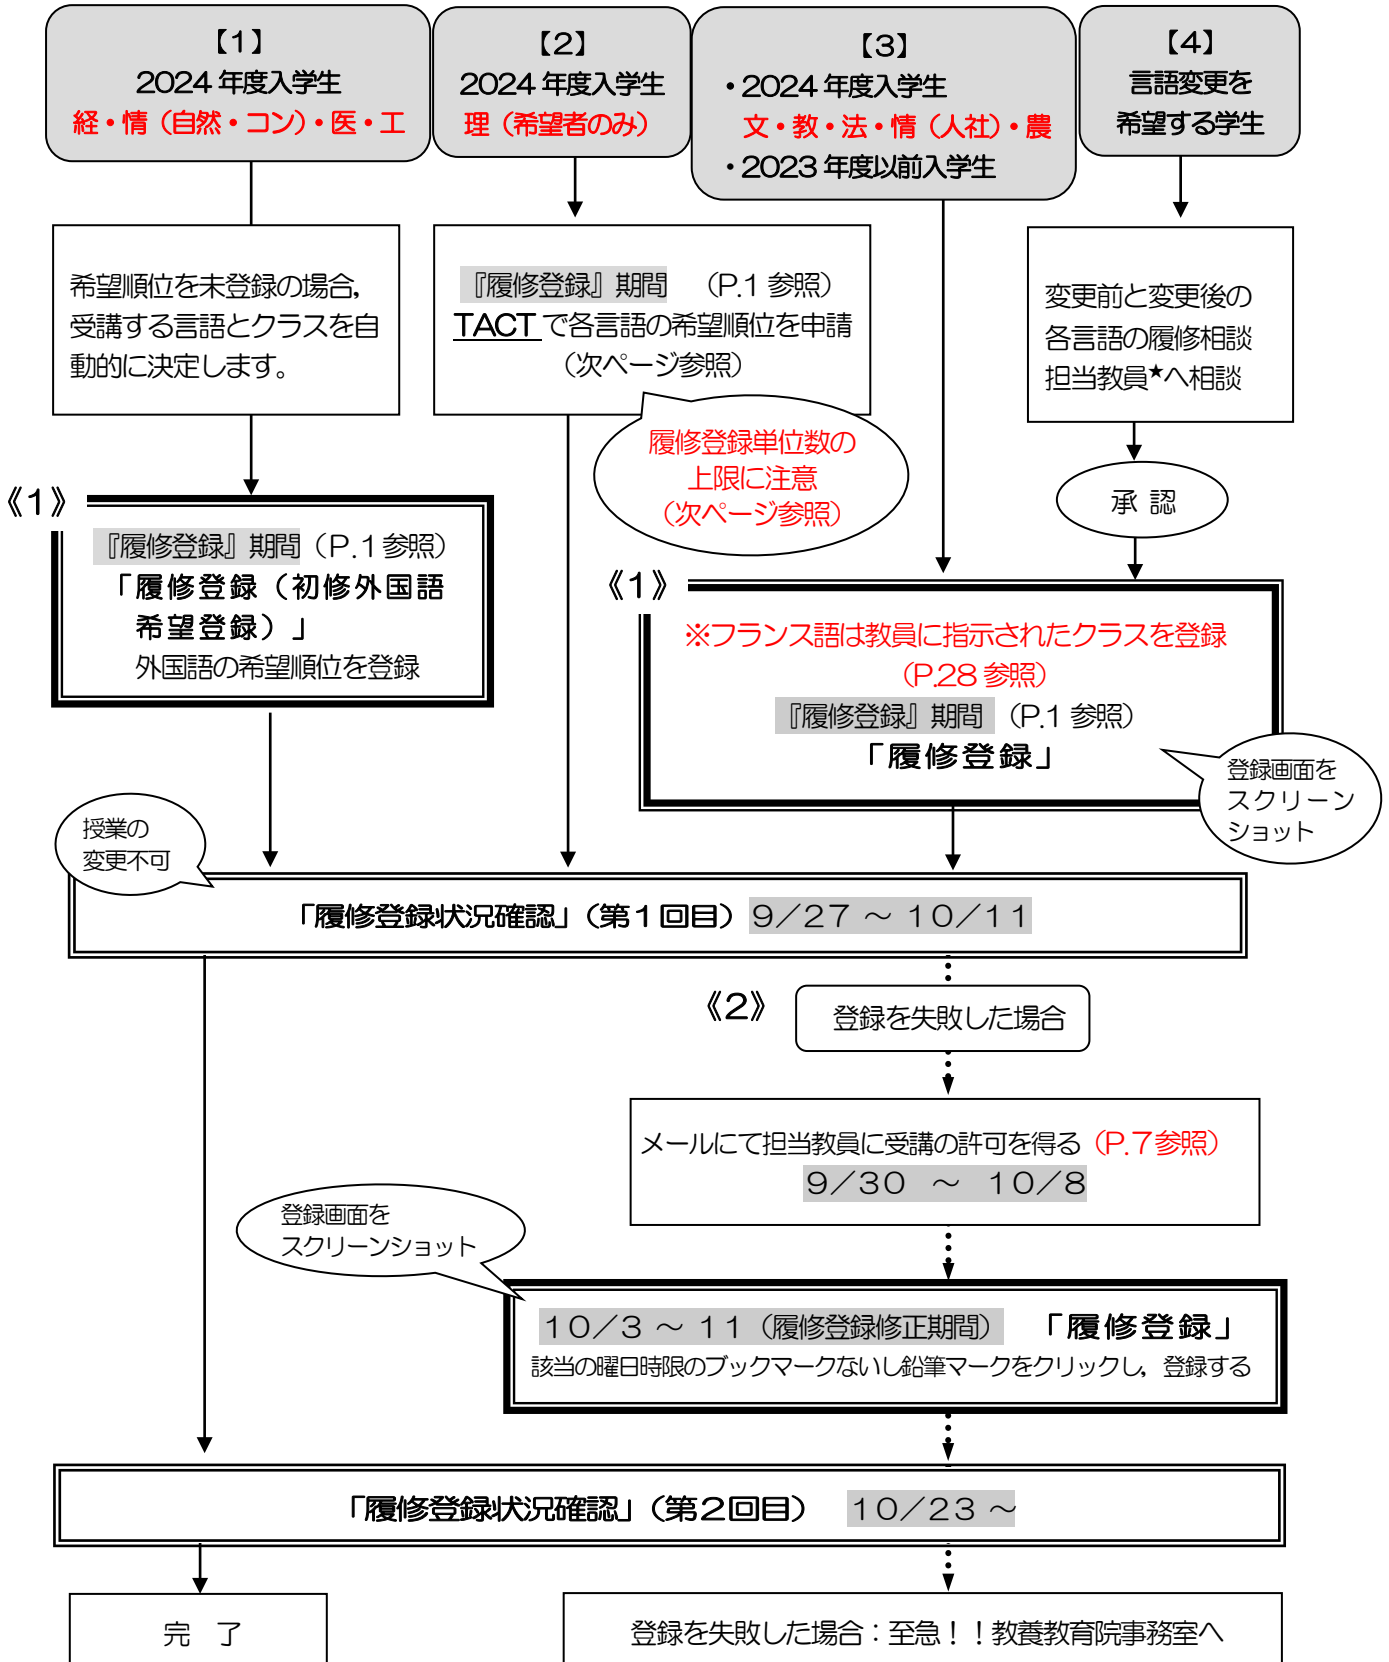 【1】
2024 年度入学生
経・情（自然・コン）・医・工
【2】
2024 年度入学生
理（希望者のみ）
【3】
・2024 年度入学生
文・教・法・情（人社）・農
・2023 年度以前入学生
【4】
言語変更を
希望する学生
希望順位を未登録の場合，
受講する言語とクラスを自
動的に決定します。
『履修登録』期間　（P.1 参照）
TACT で各言語の希望順位を申請
（次ページ参照）
変更前と変更後の
各言語の履修相談
担当教員★へ相談
履修登録単位数の
上限に注意
（次ページ参照）
承 認
《1》
『履修登録』期間（P.1 参照）
「履修登録（初修外国語
希望登録）」
外国語の希望順位を登録
《1》
※フランス語は教員に指示されたクラスを登録
（P.28 参照）
『履修登録』期間 （P.1 参照）
「履修登録」
登録画面を
スクリーン
ショット
授業の
変更不可
「履修登録状況確認」（第１回目）９／２７ ～ １０／１１
《2》
登録を失敗した場合
メールにて担当教員に受講の許可を得る（P.７参照）
９／３０　～　１０／８
登録画面を
スクリーンショット
１０／３ ～ １１（履修登録修正期間）　「履修登録」
該当の曜日時限のブックマークないし鉛筆マークをクリックし，登録する
「履修登録状況確認」（第２回目）　１０／２３ ～
完　了
登録を失敗した場合：至急！！教養教育院事務室へ